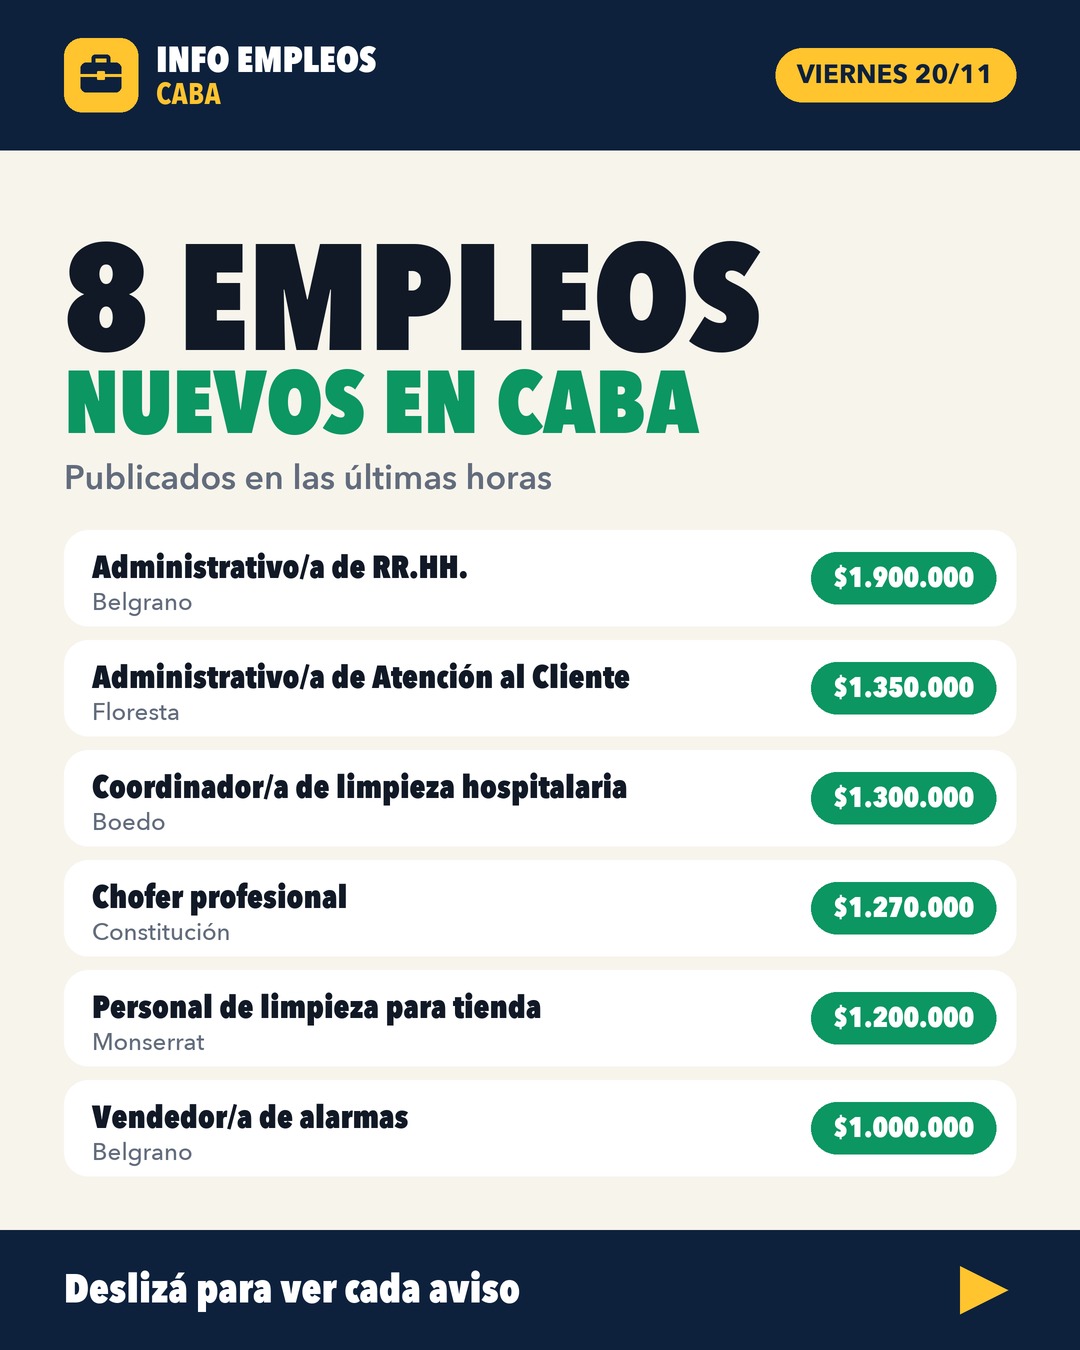 INFO EMPLEOS
CABA
VIERNES 20/11
8 EMPLEOS
NUEVOS EN CABA
Publicados en las últimas horas
Administrativo/a de RR.HH.
Belgrano
$1.900.000
Administrativo/a de Atención al Cliente
Floresta
$1.350.000
Coordinador/a de limpieza hospitalaria
Boedo
$1.300.000
Chofer profesional
Constitución
$1.270.000
Personal de limpieza para tienda
Monserrat
$1.200.000
Vendedor/a de alarmas
Belgrano
$1.000.000
Deslizá para ver cada aviso